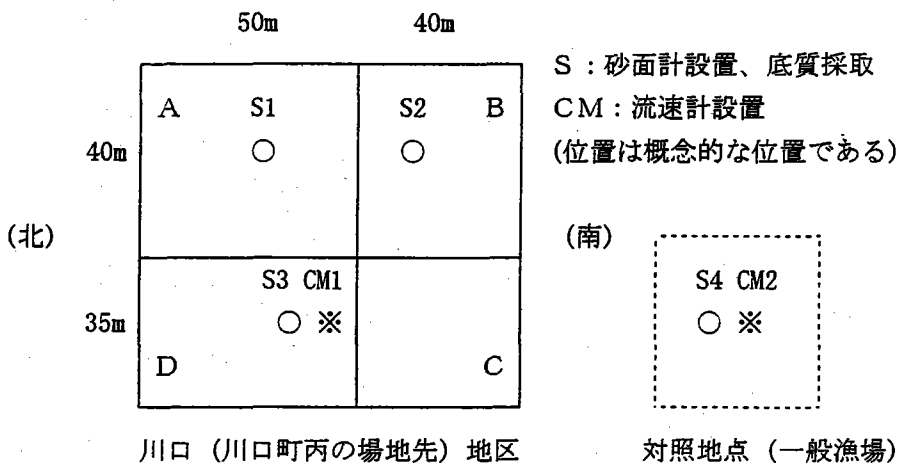 50m 40m
S：砂面計設置、底質採取
A S1 S2 B
CM：流速計設置
40m
(位置は概念的な位置である)
(北) (南)
S3 CM1 S4 CM2
35m ※ ※
D C
川口（川口町丙の場地先）地区 対照地点（一般漁場）